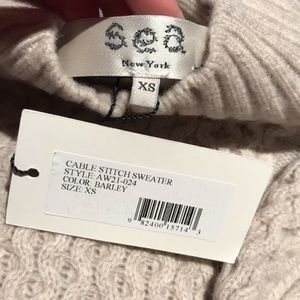 sea
New York
XS
CABLE STITCH SWEATER
STYLE: AW21-024
COLOR: BARLEY
SIZE: XS
9 82400 15714 3